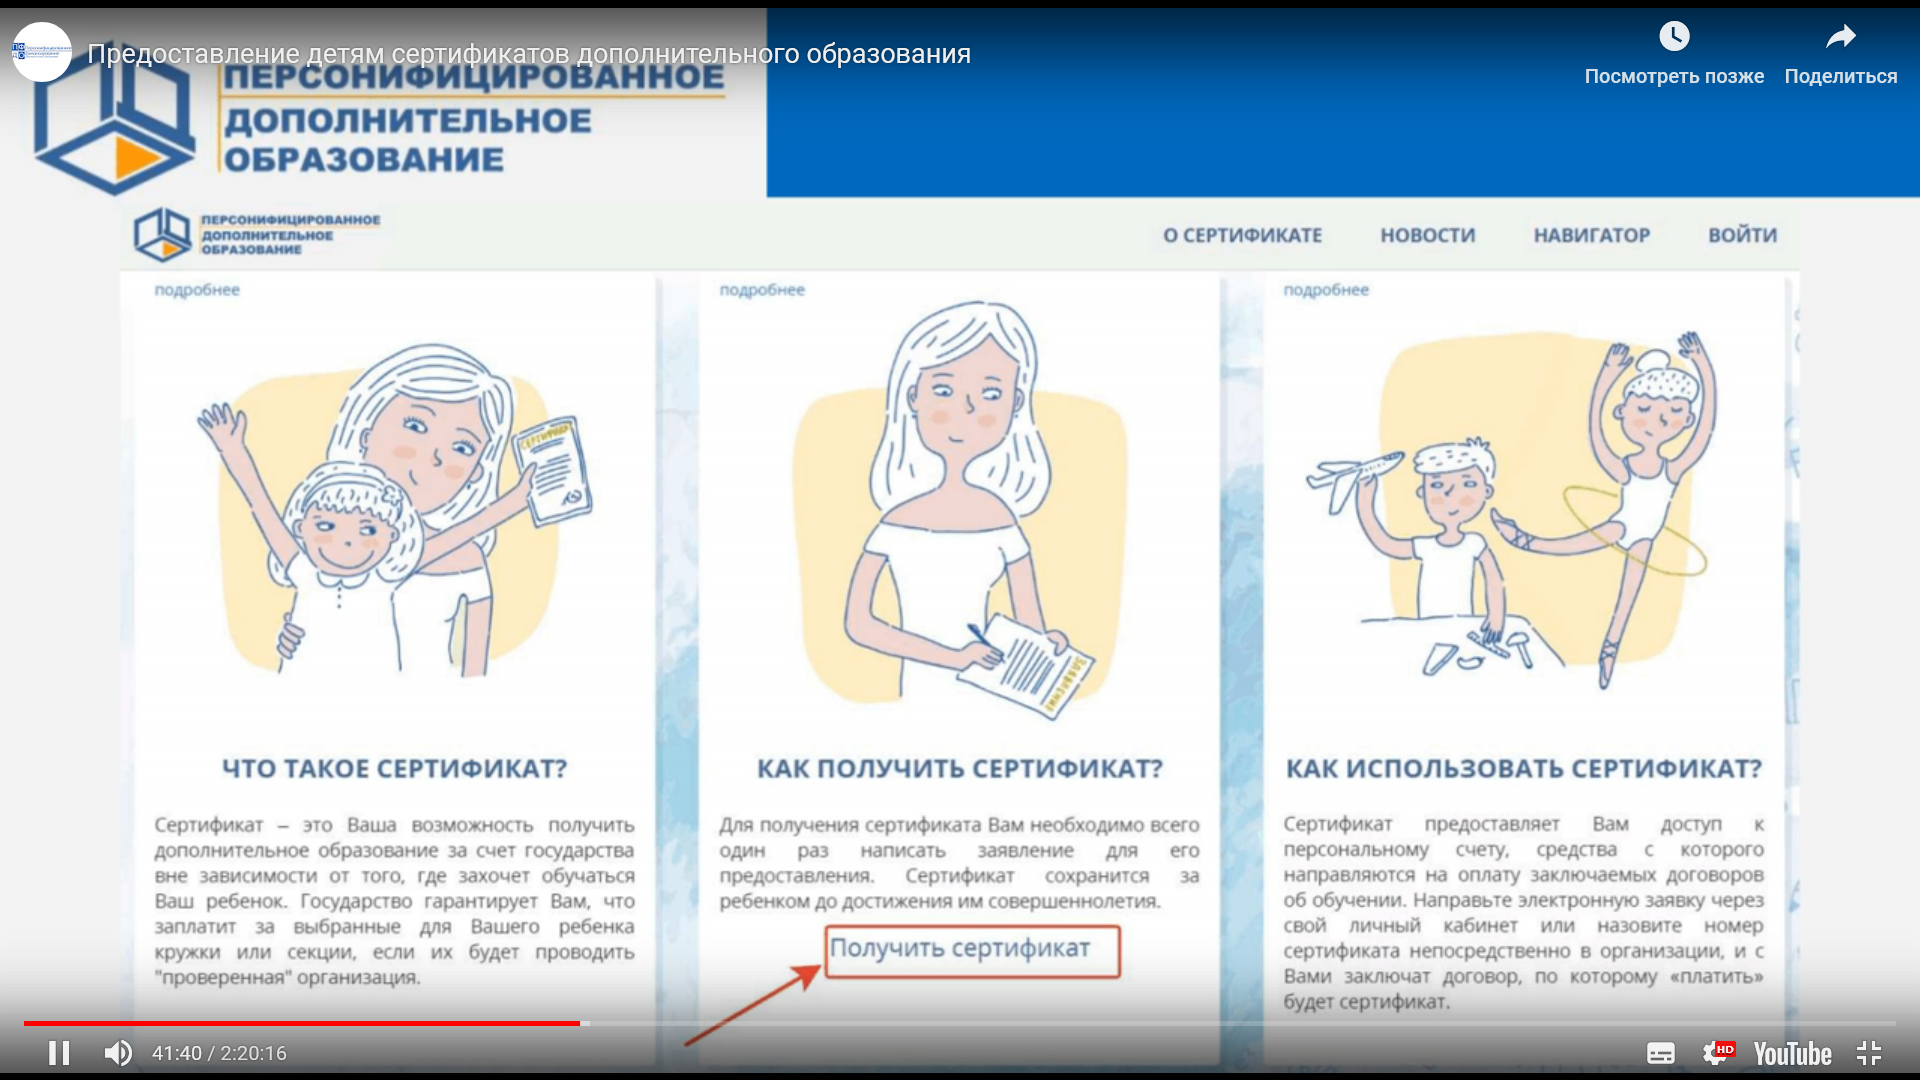 Предоставление детям сертификатов дополнительного образования
Посмотреть позже
Поделиться
ПЕРСОНИФИЦИРОВАННОЕ
ДОПОЛНИТЕЛЬНОЕ
ОБРАЗОВАНИЕ
ПЕРСОНИФИЦИРОВАННОЕ
ДОПОЛНИТЕЛЬНОЕ
ОБРАЗОВАНИЕ
О СЕРТИФИКАТЕ
НОВОСТИ
НАВИГАТОР
ВОЙТИ
подробнее
СЕРТИФИКАТ
ЧТО ТАКОЕ СЕРТИФИКАТ?
Сертификат – это Ваша возможность получить
дополнительное образование за счет государства
вне зависимости от того, где захочет обучаться
Ваш ребенок. Государство гарантирует Вам, что
заплатит за выбранные для Вашего ребенка
кружки или секции, если их будет проводить
"проверенная" организация.
подробнее
ЗАЯВЛЕНИЕ
КАК ПОЛУЧИТЬ СЕРТИФИКАТ?
Для получения сертификата Вам необходимо всего
один раз написать заявление для его
предоставления. Сертификат сохранится за
ребенком до достижения им совершеннолетия.
Получить сертификат
подробнее
КАК ИСПОЛЬЗОВАТЬ СЕРТИФИКАТ?
Сертификат предоставляет Вам доступ к
персональному счету, средства с которого
направляются на оплату заключаемых договоров
об обучении. Направьте электронную заявку через
свой личный кабинет или назовите номер
сертификата непосредственно в организации, и с
Вами заключат договор, по которому «платить»
будет сертификат.
41:40 / 2:20:16
HD
YouTube